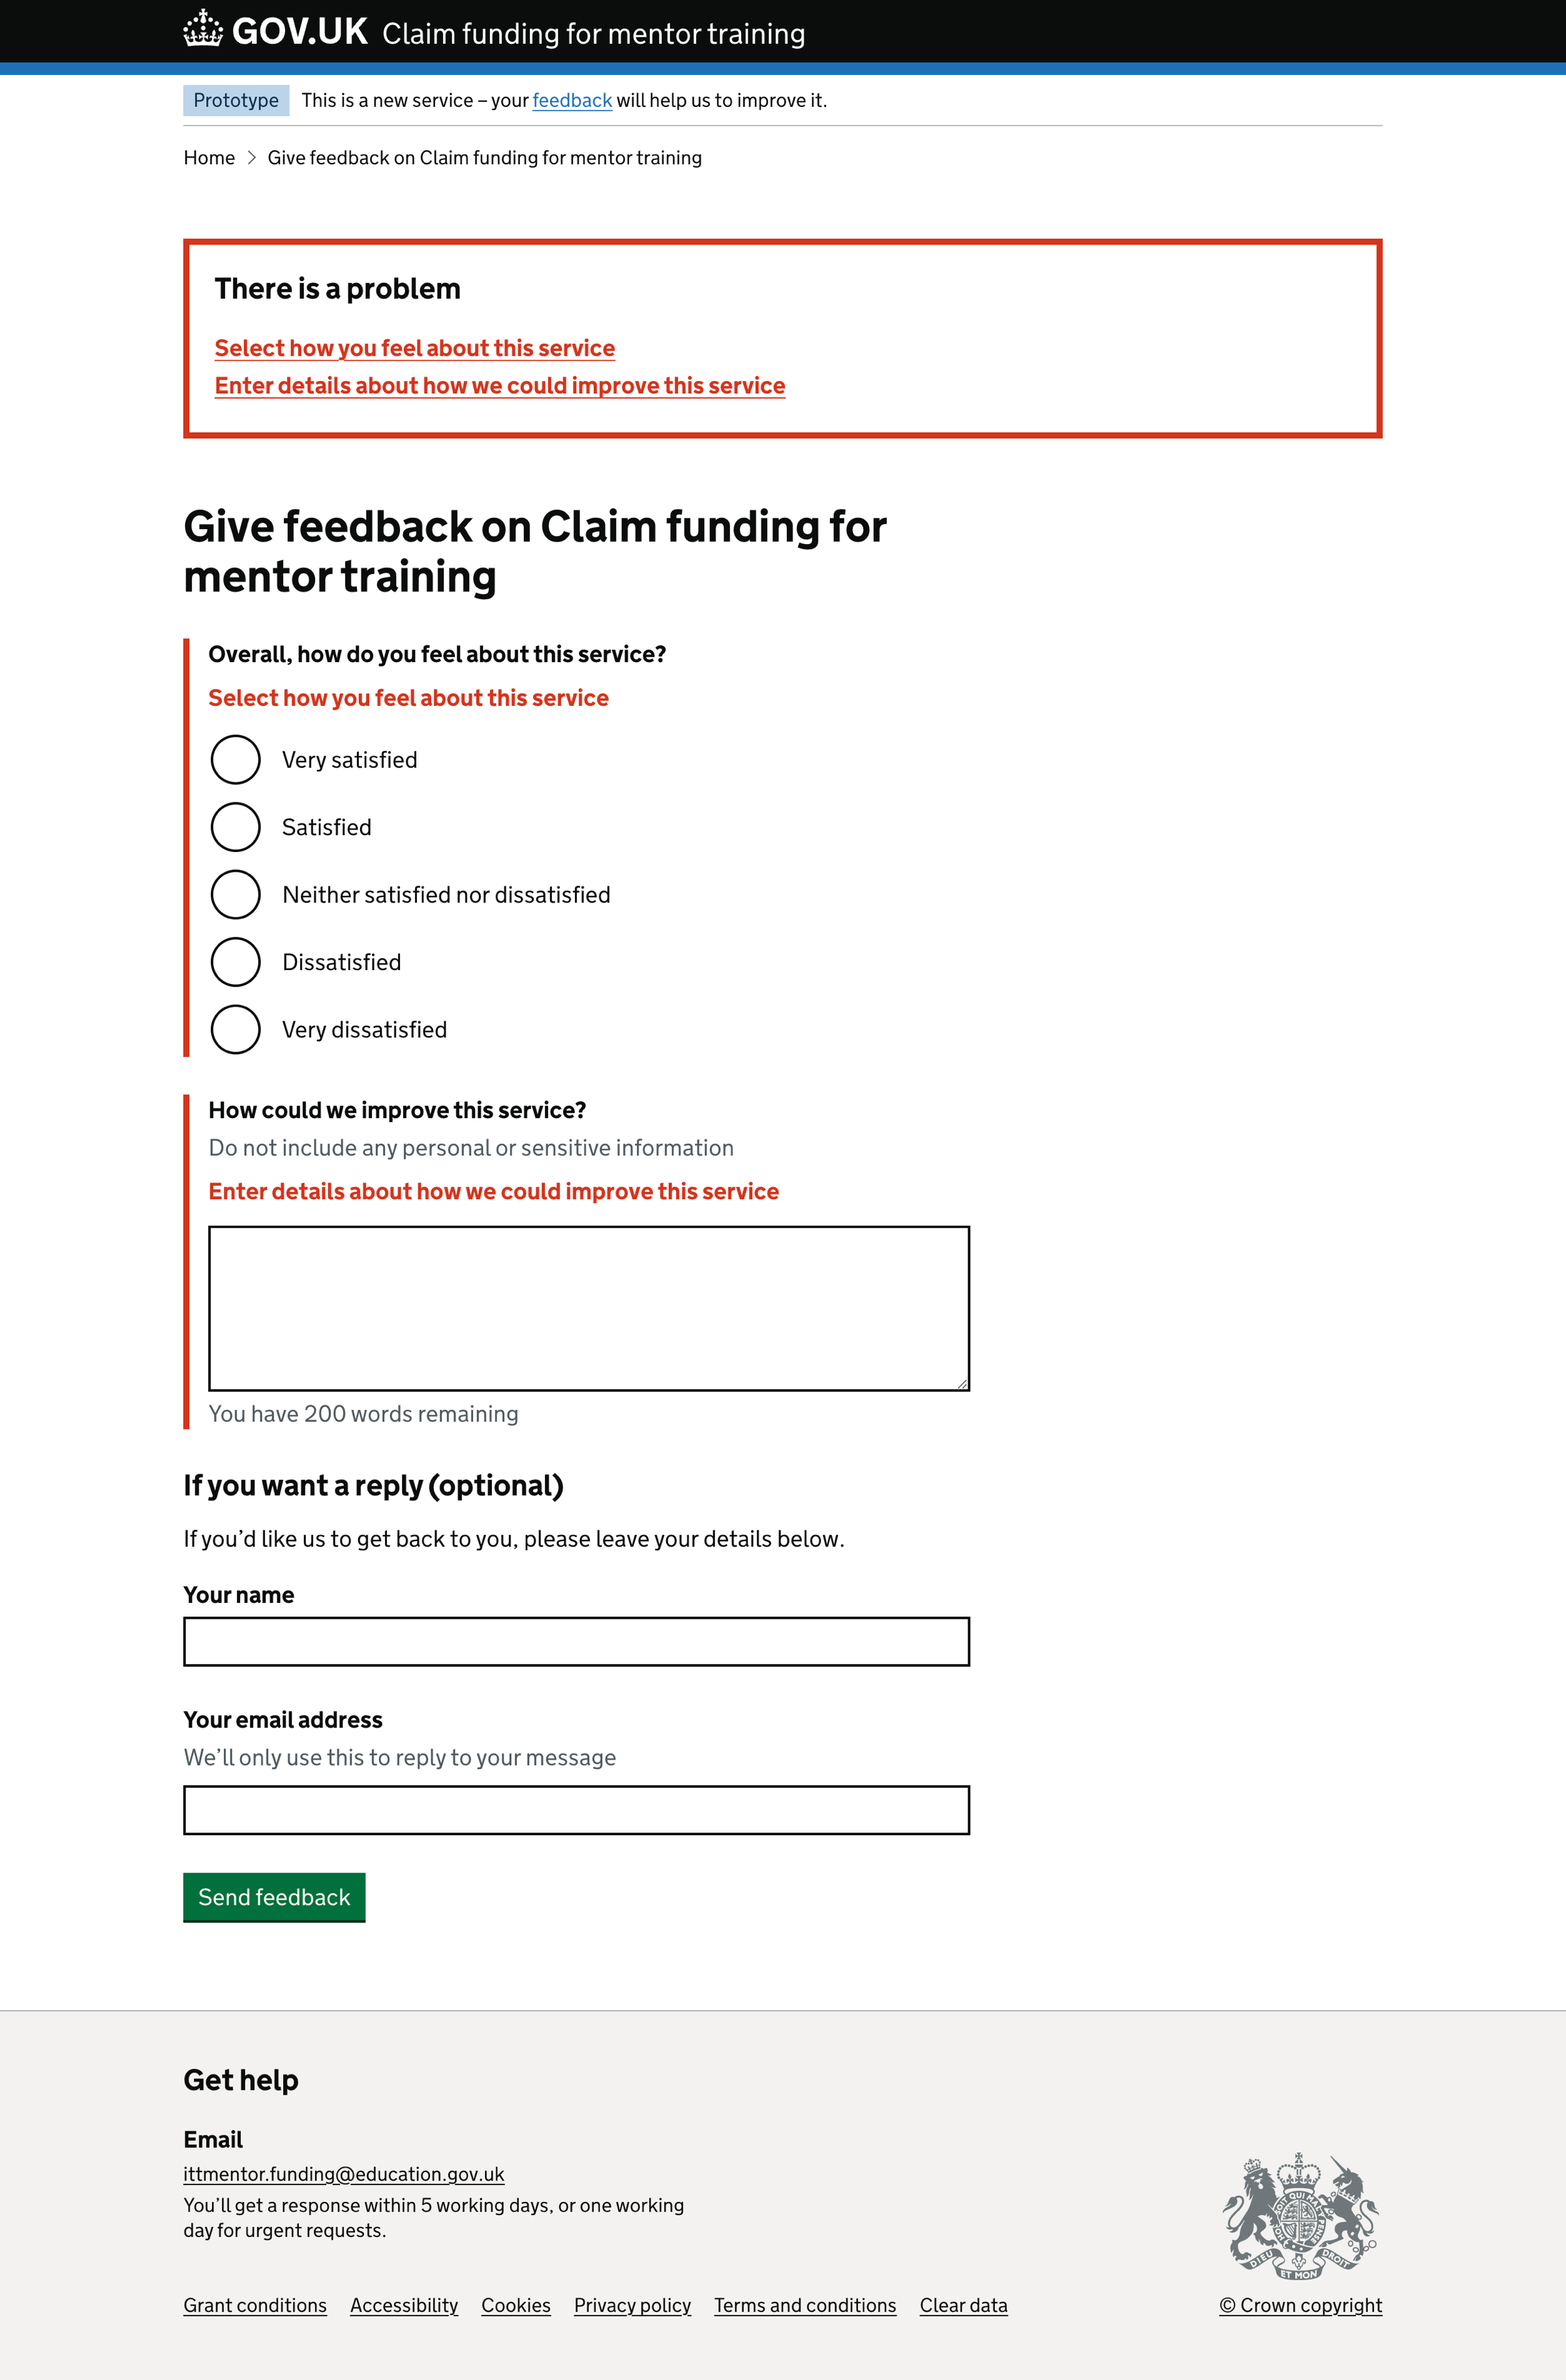 GOV.UK Claim funding for mentor training
Prototype This is a new service – your feedback will help us to improve it.
Home Give feedback on Claim funding for mentor training
There is a problem
Select how you feel about this service
Enter details about how we could improve this service
Give feedback on Claim funding for
mentor training
Overall, how do you feel about this service?
Select how you feel about this service
Very satisfied
Satisfied
Neither satisfied nor dissatisfied
Dissatisfied
Very dissatisfied
How could we improve this service?
Do not include any personal or sensitive information
Enter details about how we could improve this service
You have 200 words remaining
If you want a reply (optional)
If you’d like us to get back to you, please leave your details below.
Your name
Your email address
We’ll only use this to reply to your message
Send feedback
Get help
Email
ittmentor.funding@education.gov.uk
You’ll get a response within 5 working days, or one working
day for urgent requests.
DIEU ET MON DROIT
Grant conditions Accessibility Cookies Privacy policy Terms and conditions Clear data © Crown copyright